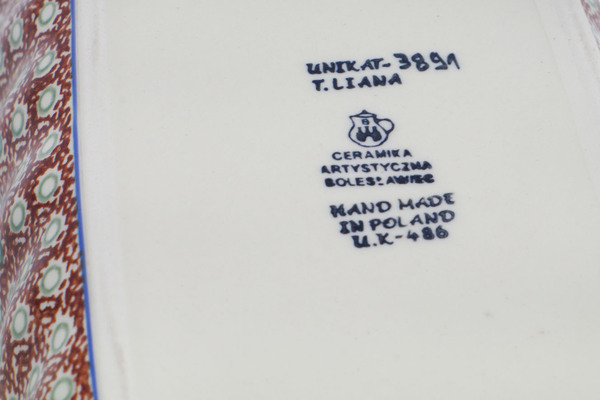 UNIKAT-3891
T. LIANA
CERAMIKA
ARTYSTYCZNA
BOLESŁAWIEC
HAND MADE
IN POLAND
U.K-486